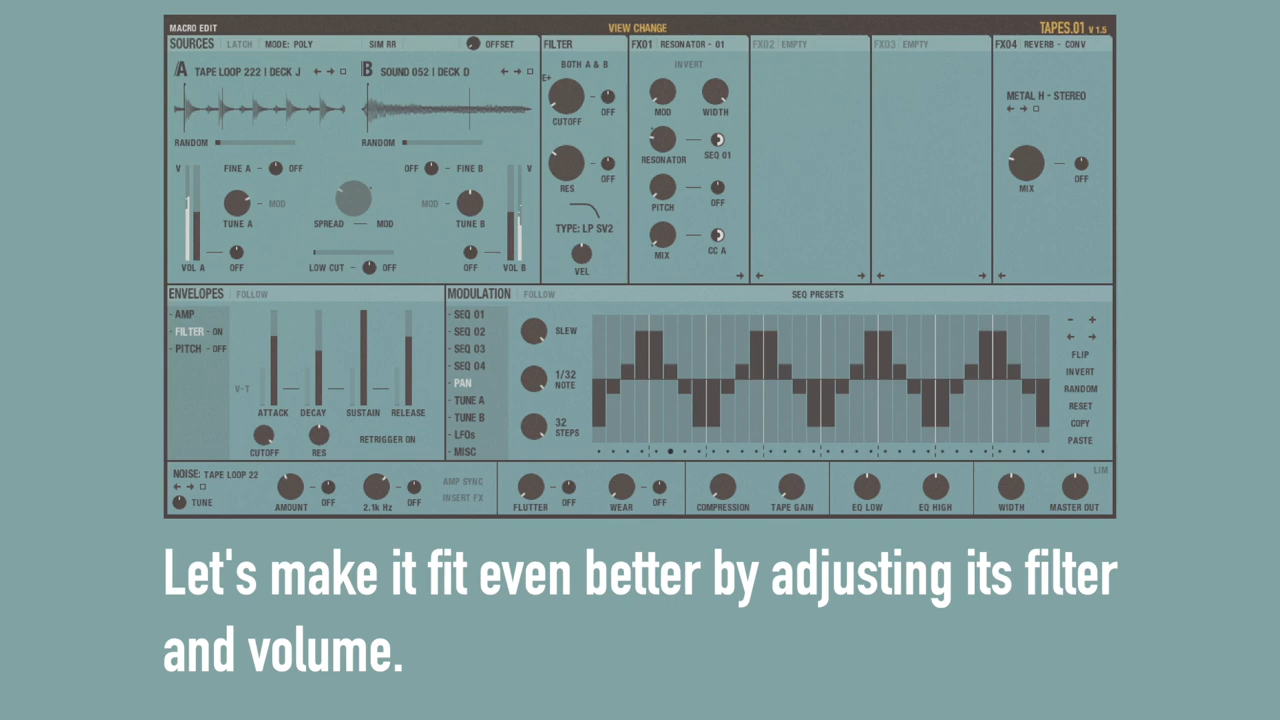 MACRO EDIT VIEW CHANGE TAPES.01 V 1.5
SOURCES LATCH MODE: POLY SIM RR OFFSET
A TAPE LOOP 222 | DECK J
B SOUND 052 | DECK D
RANDOM RANDOM
V FINE A OFF OFF FINE B V
TUNE A MOD SPREAD MOD MOD TUNE B
VOL A OFF LOW CUT OFF OFF VOL B
FILTER
BOTH A & B
E+
CUTOFF OFF
RES OFF
TYPE: LP SV2
VEL
FX01 RESONATOR - 01
INVERT
MOD WIDTH
RESONATOR SEQ 01
PITCH OFF
MIX CC A
FX02 EMPTY
FX03 EMPTY
FX04 REVERB - CONV
METAL H - STEREO
MIX OFF
ENVELOPES FOLLOW
- AMP
- FILTER - ON
- PITCH - OFF
V-T
ATTACK DECAY SUSTAIN RELEASE
CUTOFF RES RETRIGGER ON
MODULATION FOLLOW SEQ PRESETS
- SEQ 01
- SEQ 02
- SEQ 03
- SEQ 04
- PAN
- TUNE A
- TUNE B
- LFOs
- MISC
SLEW
1/32
NOTE
32
STEPS
- +
FLIP
INVERT
RANDOM
RESET
COPY
PASTE
NOISE: TAPE LOOP 22
TUNE
AMOUNT OFF 2.1k Hz OFF
AMP SYNC
INSERT FX
FLUTTER OFF WEAR OFF
COMPRESSION TAPE GAIN
EQ LOW EQ HIGH
LIM
WIDTH MASTER OUT
Let's make it fit even better by adjusting its filter
and volume.